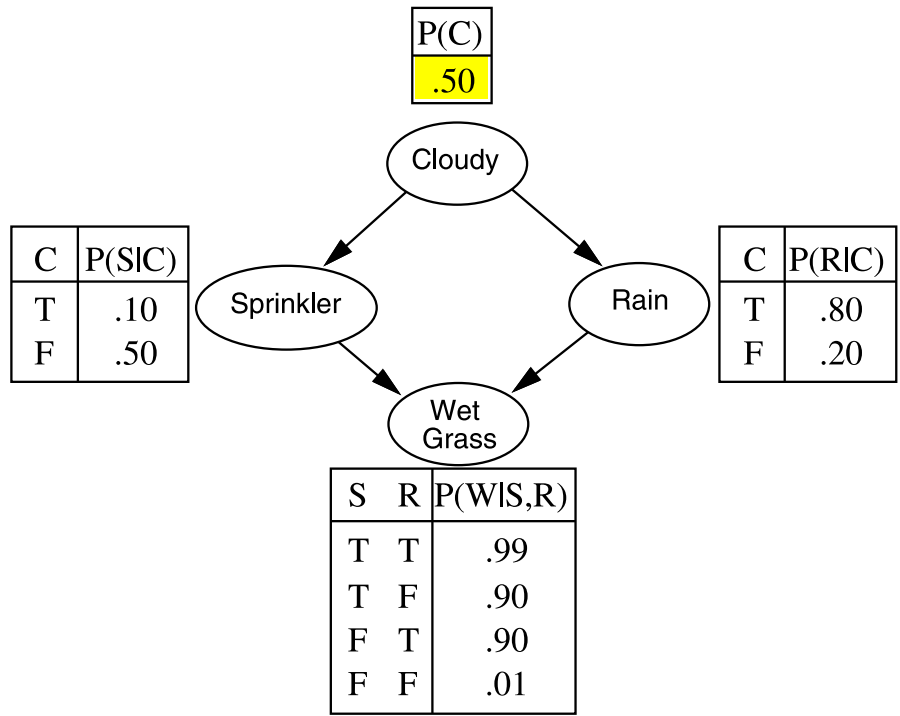 P(C)
.50
Cloudy
C P(S|C)
T .10
F .50
Sprinkler
Rain
C P(R|C)
T .80
F .20
Wet
Grass
S R P(W|S,R)
T T .99
T F .90
F T .90
F F .01